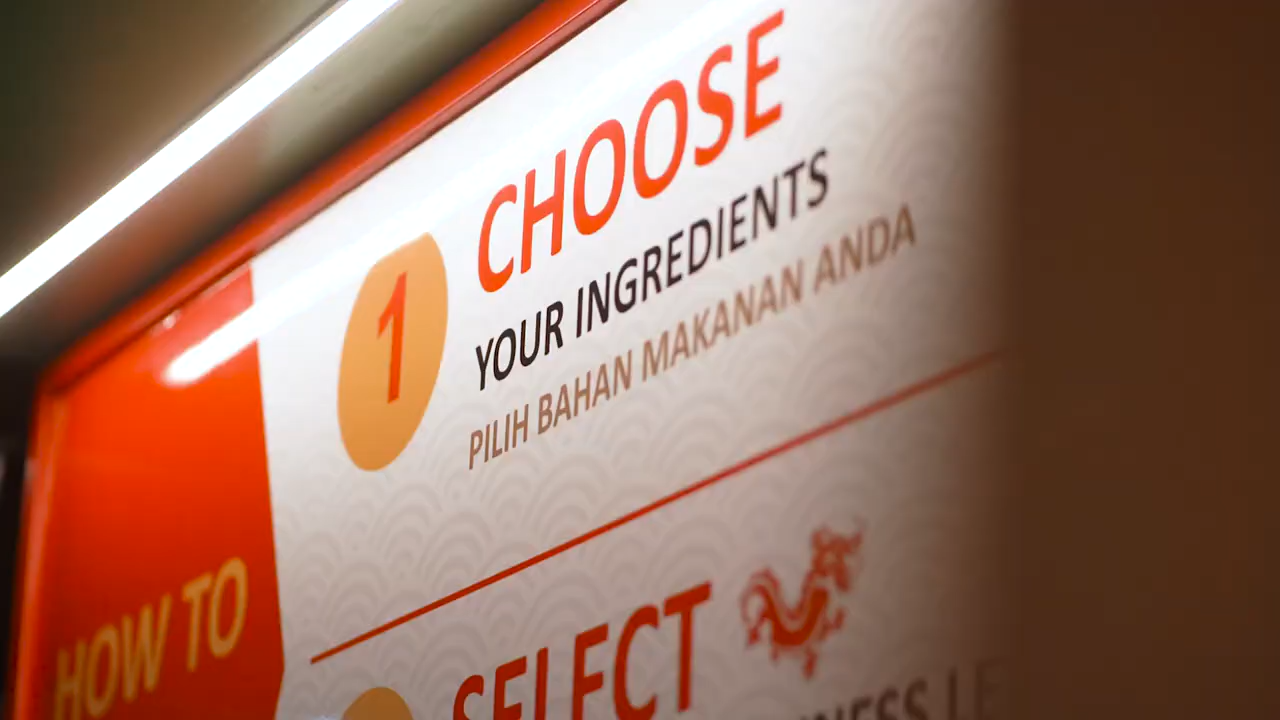 1
CHOOSE
YOUR INGREDIENTS
PILIH BAHAN MAKANAN ANDA
HOW TO
SELECT